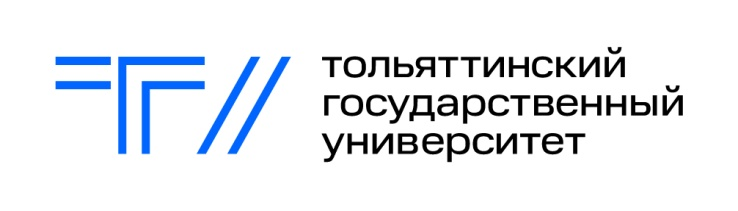 тольяттинский
государственный
университет